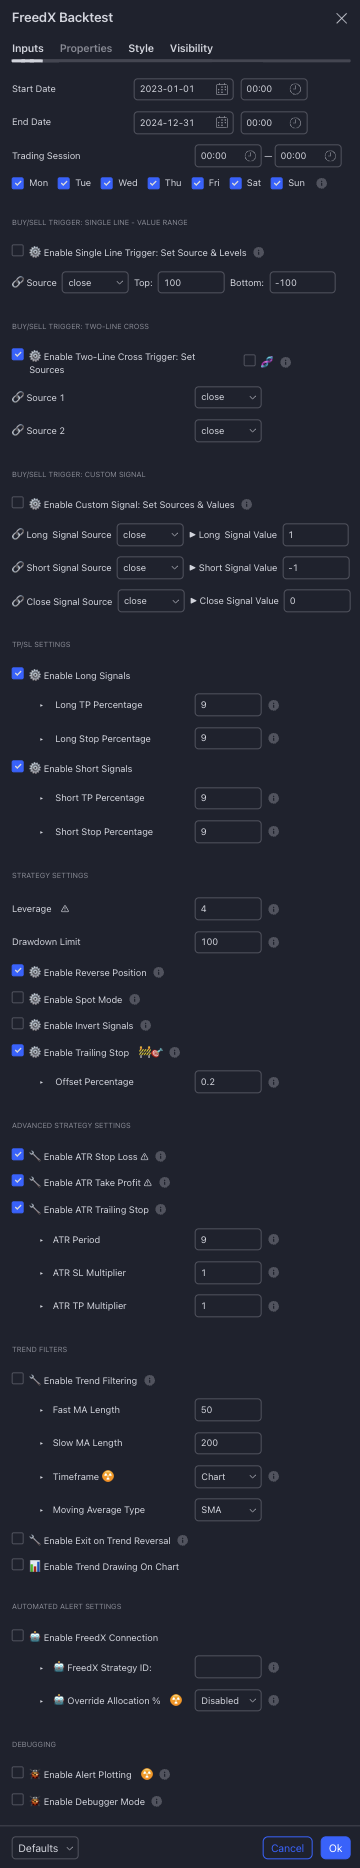 FreedX Backtest
Inputs Properties Style Visibility
Start Date 2023-01-01 00:00
End Date 2024-12-31 00:00
Trading Session 00:00 — 00:00
Mon Tue Wed Thu Fri Sat Sun
BUY/SELL TRIGGER: SINGLE LINE - VALUE RANGE
Enable Single Line Trigger: Set Source & Levels
Source close Top: 100 Bottom: -100
BUY/SELL TRIGGER: TWO-LINE CROSS
Enable Two-Line Cross Trigger: Set
Sources
Source 1 close
Source 2 close
BUY/SELL TRIGGER: CUSTOM SIGNAL
Enable Custom Signal: Set Sources & Values
Long Signal Source close ► Long Signal Value 1
Short Signal Source close ► Short Signal Value -1
Close Signal Source close ► Close Signal Value 0
TP/SL SETTINGS
Enable Long Signals
Long TP Percentage 9
Long Stop Percentage 9
Enable Short Signals
Short TP Percentage 9
Short Stop Percentage 9
STRATEGY SETTINGS
Leverage ⚠ 4
Drawdown Limit 100
Enable Reverse Position
Enable Spot Mode
Enable Invert Signals
Enable Trailing Stop
Offset Percentage 0.2
ADVANCED STRATEGY SETTINGS
Enable ATR Stop Loss ⚠
Enable ATR Take Profit ⚠
Enable ATR Trailing Stop
ATR Period 9
ATR SL Multiplier 1
ATR TP Multiplier 1
TREND FILTERS
Enable Trend Filtering
Fast MA Length 50
Slow MA Length 200
Timeframe Chart
Moving Average Type SMA
Enable Exit on Trend Reversal
Enable Trend Drawing On Chart
AUTOMATED ALERT SETTINGS
Enable FreedX Connection
FreedX Strategy ID:
Override Allocation % Disabled
DEBUGGING
Enable Alert Plotting
Enable Debugger Mode
Defaults Cancel Ok